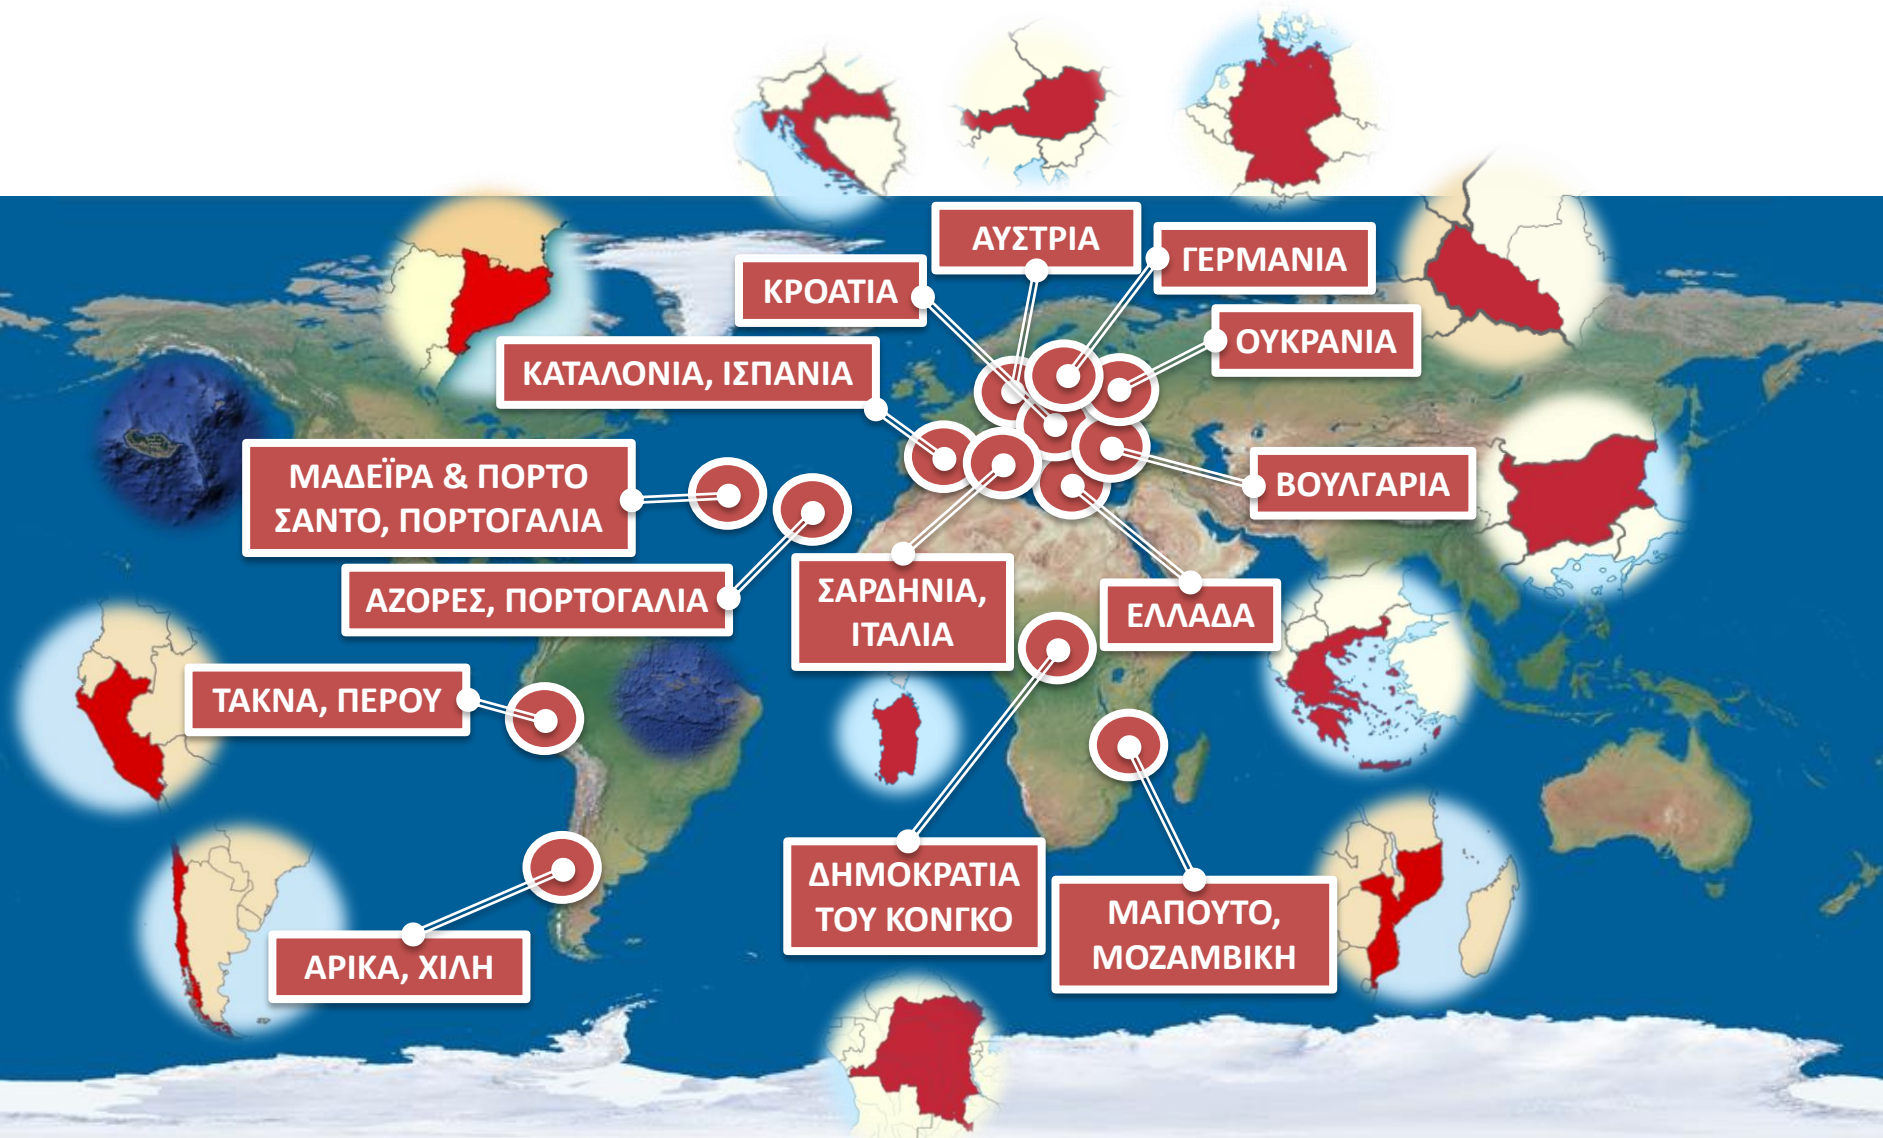 ΑΥΣΤΡΙΑ
ΓΕΡΜΑΝΙΑ
ΚΡΟΑΤΙΑ
ΟΥΚΡΑΝΙΑ
ΚΑΤΑΛΟΝΙΑ, ΙΣΠΑΝΙΑ
ΜΑΔΕΪΡΑ & ΠΟΡΤΟ
ΣΑΝΤΟ, ΠΟΡΤΟΓΑΛΙΑ
ΒΟΥΛΓΑΡΙΑ
ΑΖΟΡΕΣ, ΠΟΡΤΟΓΑΛΙΑ
ΣΑΡΔΗΝΙΑ,
ΙΤΑΛΙΑ
ΕΛΛΑΔΑ
ΤΑΚΝΑ, ΠΕΡΟΥ
ΔΗΜΟΚΡΑΤΙΑ
ΤΟΥ ΚΟΝΓΚΟ
ΜΑΠΟΥΤΟ,
ΜΟΖΑΜΒΙΚΗ
ΑΡΙΚΑ, ΧΙΛΗ